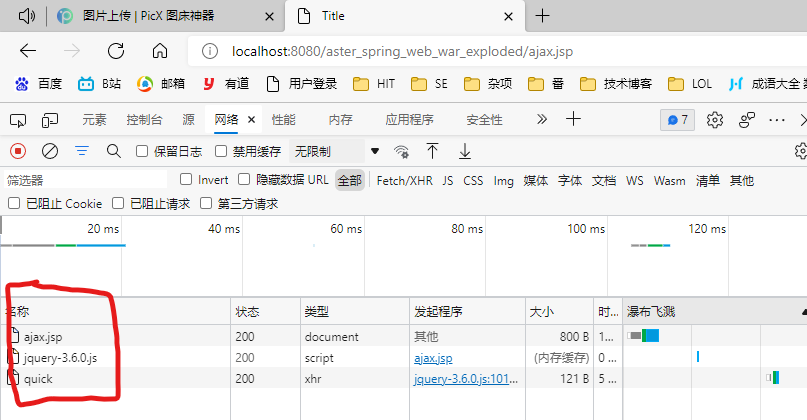 图片上传 | PicX 图床神器 Title
localhost:8080/aster_spring_web_war_exploded/ajax.jsp
百度 B站 邮箱 有道 用户登录 HIT SE 杂项 番 技术博客 LOL 成语大全
元素 控制台 源 网络 性能 内存 应用程序 安全性 7
保留日志 禁用缓存 无限制
筛选器 Invert 隐藏数据 URL 全部 Fetch/XHR JS CSS Img 媒体 字体 文档 WS Wasm 清单 其他
已阻止 Cookie 已阻止请求 第三方请求
20 ms 40 ms 60 ms 80 ms 100 ms 120 ms
名称 状态 类型 发起程序 大小 时... 瀑布飞溅
ajax.jsp 200 document 其他 800 B 1...
jquery-3.6.0.js 200 script ajax.jsp (内存缓存) 0 ...
quick 200 xhr jquery-3.6.0.js:101... 121 B 5 ...